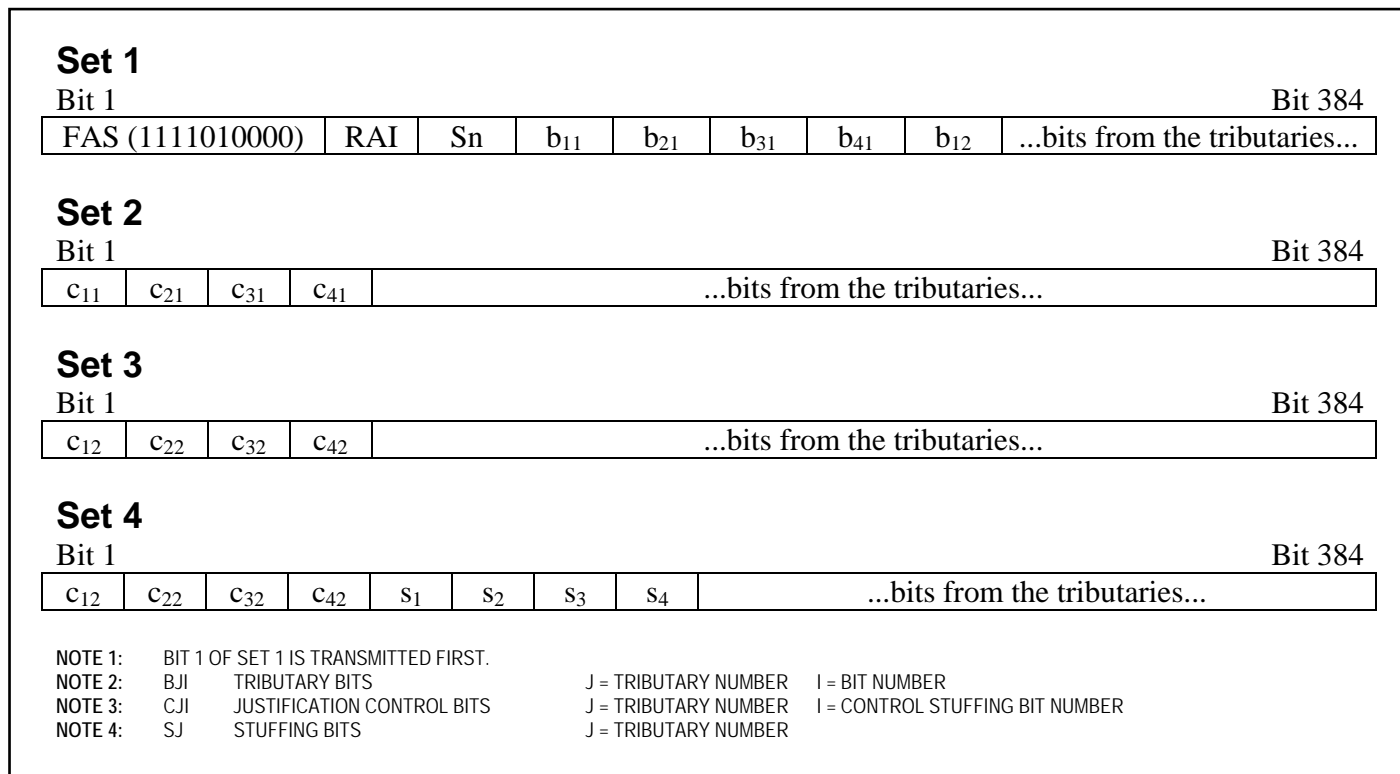 Set 1
Bit 1 Bit 384
FAS (1111010000) RAI Sn b₁₁ b₂₁ b₃₁ b₄₁ b₁₂ ...bits from the tributaries...
Set 2
Bit 1 Bit 384
c₁₁ c₂₁ c₃₁ c₄₁ ...bits from the tributaries...
Set 3
Bit 1 Bit 384
c₁₂ c₂₂ c₃₂ c₄₂ ...bits from the tributaries...
Set 4
Bit 1 Bit 384
c₁₂ c₂₂ c₃₂ c₄₂ s₁ s₂ s₃ s₄ ...bits from the tributaries...
NOTE 1: BIT 1 OF SET 1 IS TRANSMITTED FIRST.
NOTE 2: BJI TRIBUTARY BITS J = TRIBUTARY NUMBER I = BIT NUMBER
NOTE 3: CJI JUSTIFICATION CONTROL BITS J = TRIBUTARY NUMBER I = CONTROL STUFFING BIT NUMBER
NOTE 4: SJ STUFFING BITS J = TRIBUTARY NUMBER